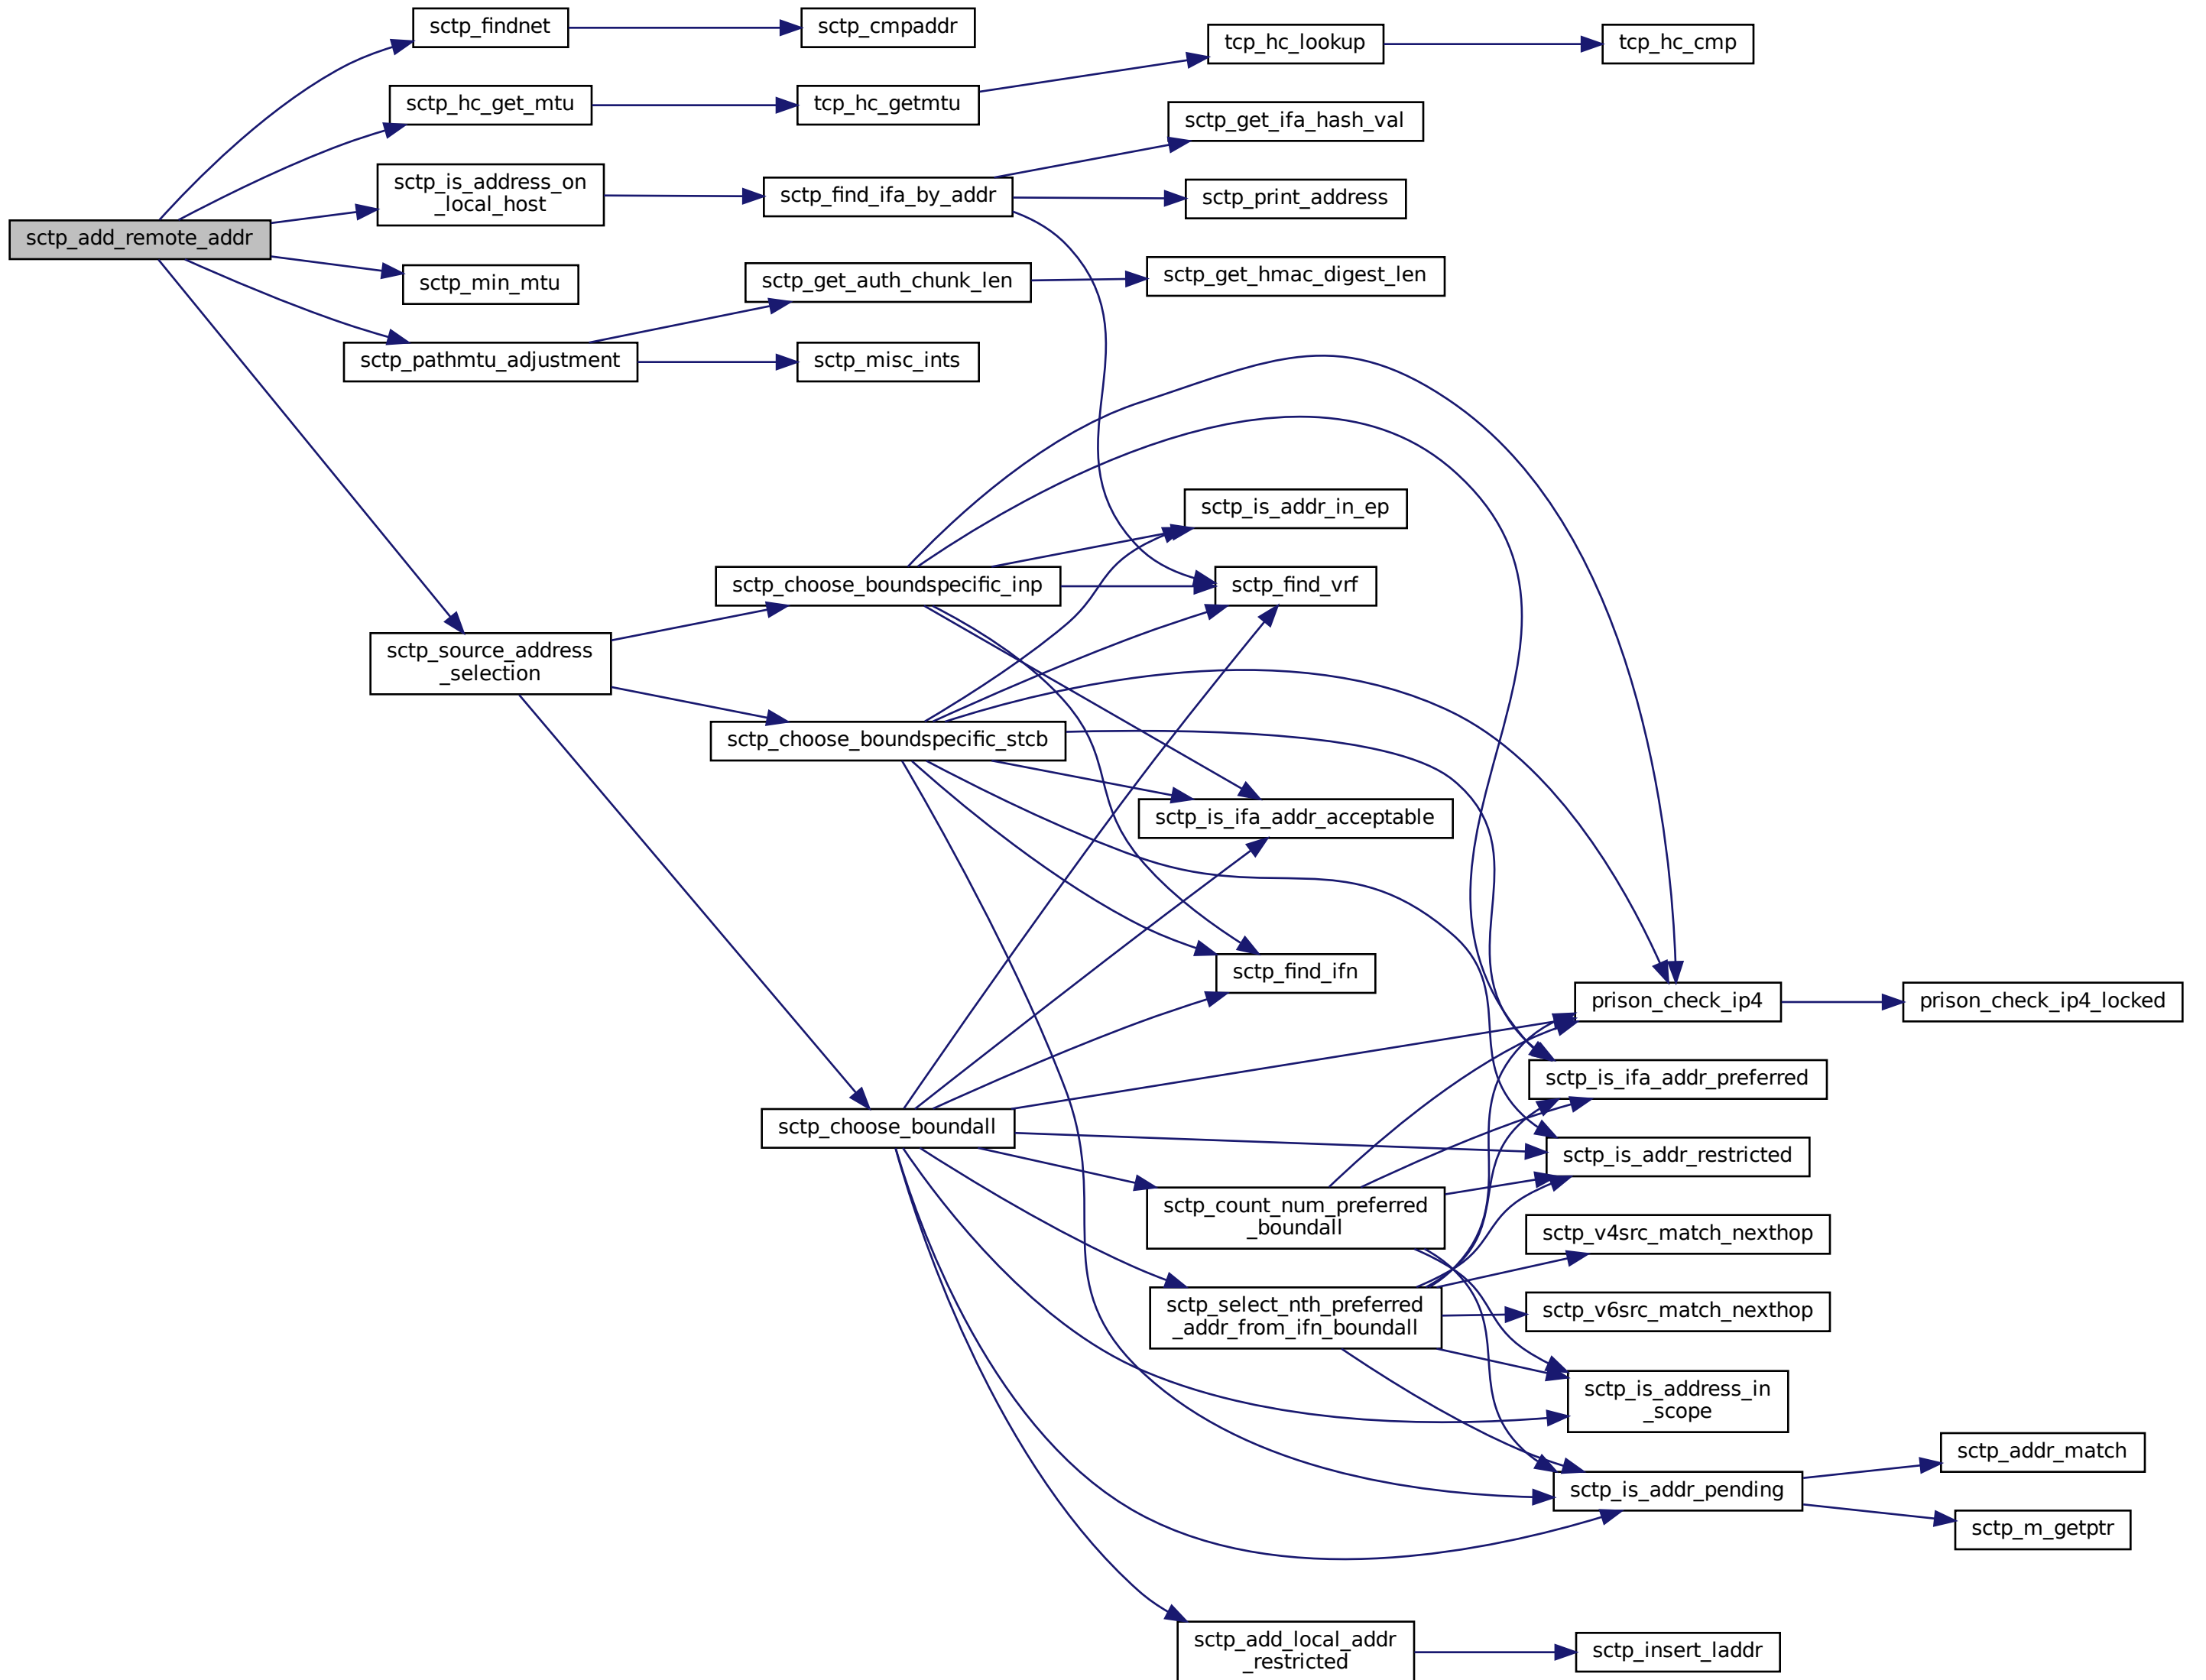 sctp_findnet
sctp_cmpaddr
tcp_hc_lookup
tcp_hc_cmp
sctp_hc_get_mtu
tcp_hc_getmtu
sctp_get_ifa_hash_val
sctp_is_address_on
_local_host
sctp_find_ifa_by_addr
sctp_print_address
sctp_add_remote_addr
sctp_min_mtu
sctp_get_auth_chunk_len
sctp_get_hmac_digest_len
sctp_pathmtu_adjustment
sctp_misc_ints
sctp_is_addr_in_ep
sctp_choose_boundspecific_inp
sctp_find_vrf
sctp_source_address
_selection
sctp_choose_boundspecific_stcb
sctp_is_ifa_addr_acceptable
sctp_find_ifn
prison_check_ip4
prison_check_ip4_locked
sctp_is_ifa_addr_preferred
sctp_choose_boundall
sctp_is_addr_restricted
sctp_count_num_preferred
_boundall
sctp_v4src_match_nexthop
sctp_select_nth_preferred
_addr_from_ifn_boundall
sctp_v6src_match_nexthop
sctp_is_address_in
_scope
sctp_addr_match
sctp_is_addr_pending
sctp_m_getptr
sctp_add_local_addr
_restricted
sctp_insert_laddr